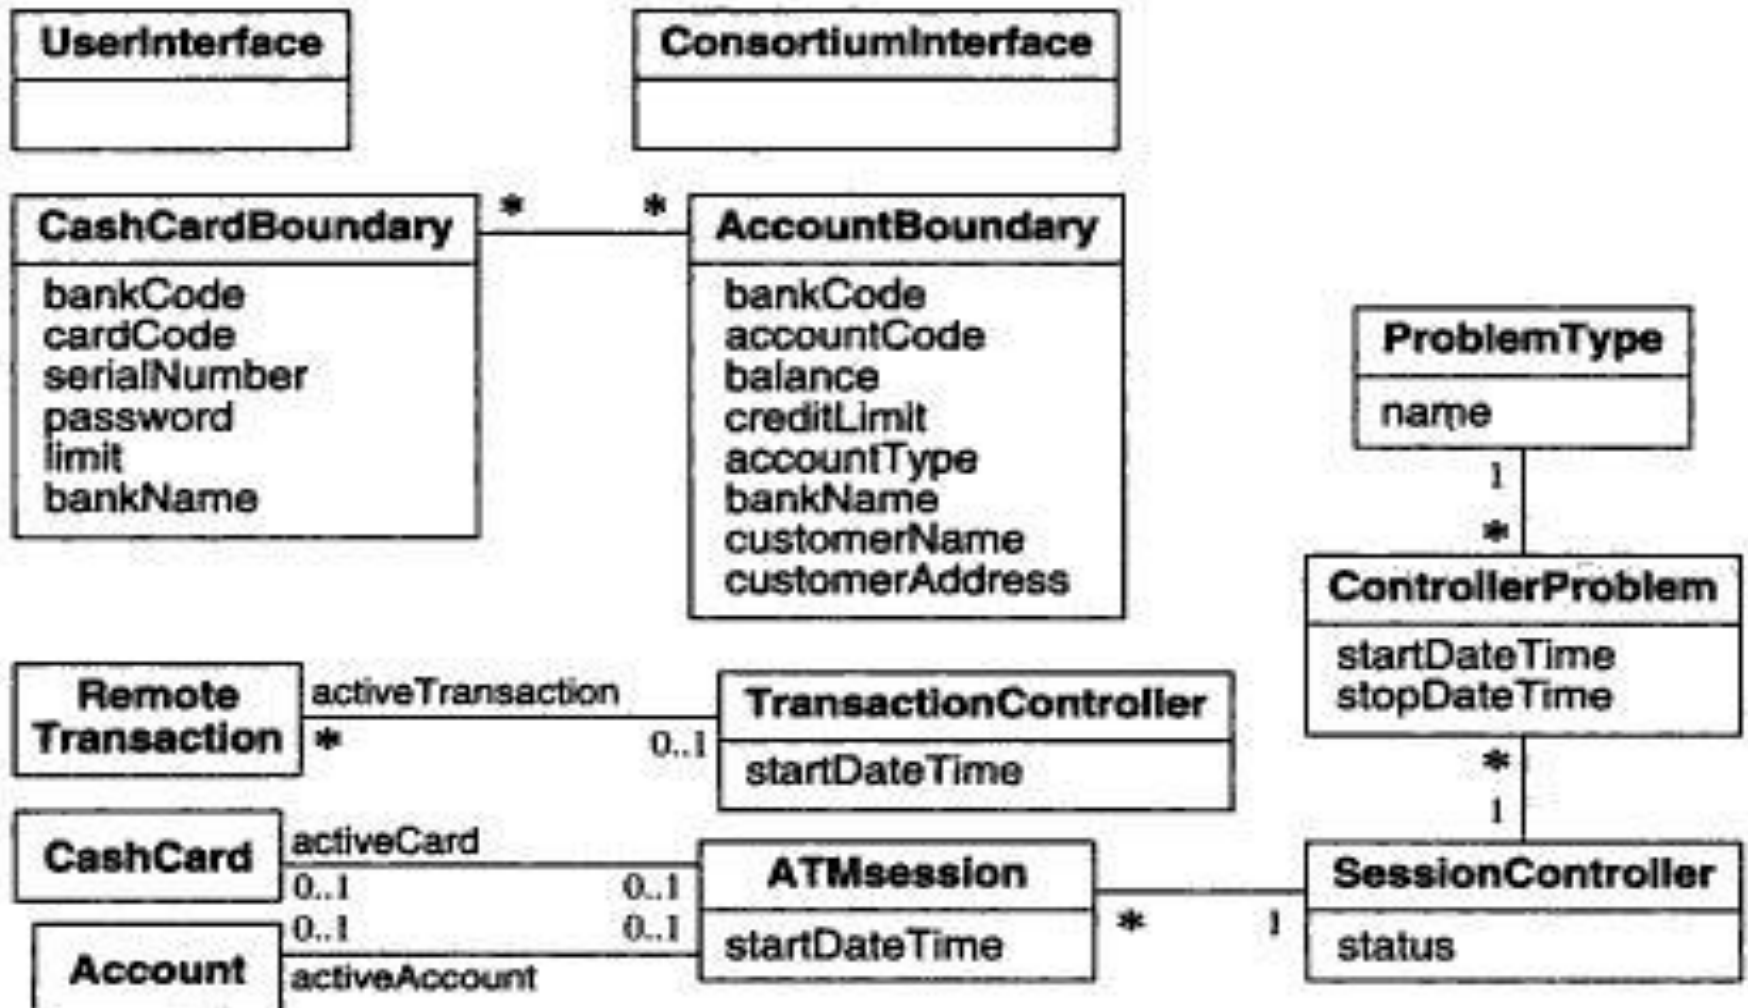 UserInterface
ConsortiumInterface
CashCardBoundary
*
*
AccountBoundary
bankCode
cardCode
serialNumber
password
limit
bankName
bankCode
accountCode
balance
creditLimit
accountType
bankName
customerName
customerAddress
ProblemType
name
1
*
ControllerProblem
startDateTime
stopDateTime
*
1
SessionController
status
Remote
Transaction
activeTransaction
*
0..1
TransactionController
startDateTime
CashCard
activeCard
0..1
0..1
ATMsession
startDateTime
*
1
Account
0..1
0..1
activeAccount